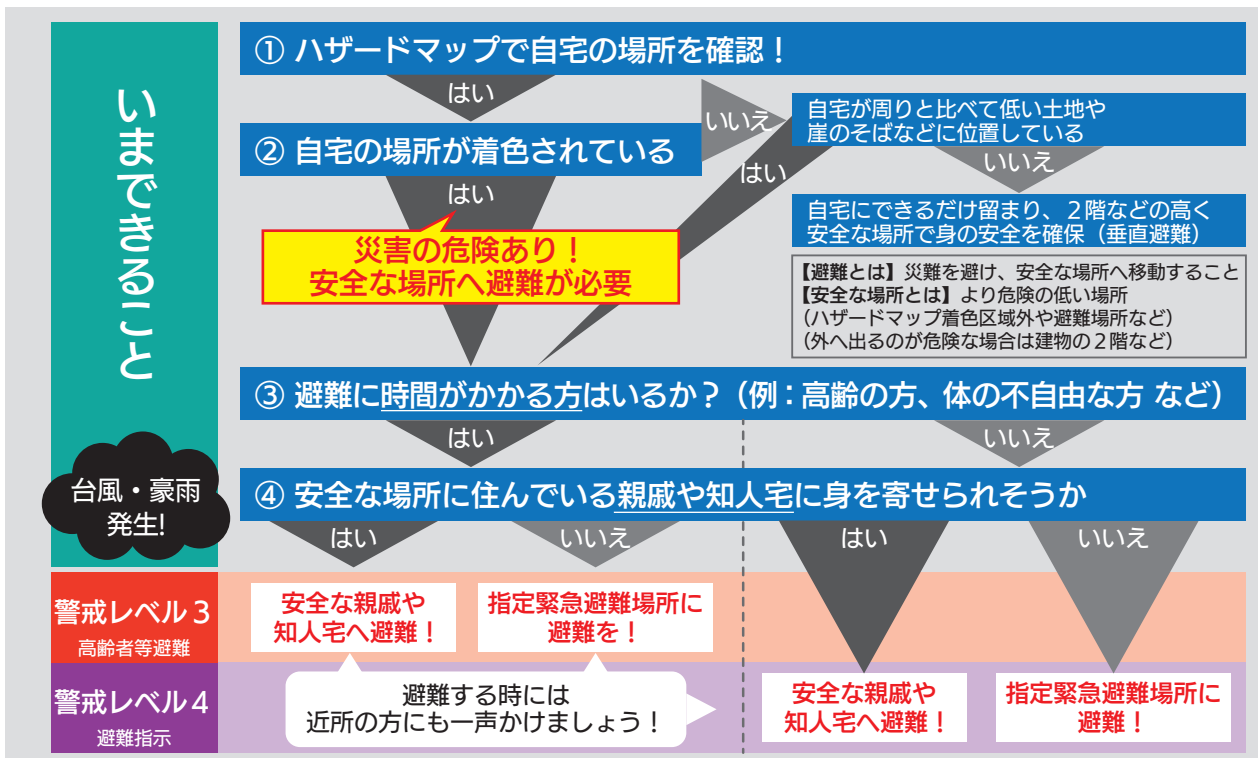 いまできること
① ハザードマップで自宅の場所を確認！
はい
② 自宅の場所が着色されている
いいえ
はい
自宅が周りと比べて低い土地や
崖のそばなどに位置している
はい
いいえ
災害の危険あり！
安全な場所へ避難が必要
自宅にできるだけ留まり、２階などの高く
安全な場所で身の安全を確保（垂直避難）
【避難とは】災難を避け、安全な場所へ移動すること
【安全な場所とは】より危険の低い場所
（ハザードマップ着色区域外や避難場所など）
（外へ出るのが危険な場合は建物の２階など）
③ 避難に時間がかかる方はいるか？（例：高齢の方、体の不自由な方 など）
はい
いいえ
台風・豪雨
発生!
④ 安全な場所に住んでいる親戚や知人宅に身を寄せられそうか
はい
いいえ
はい
いいえ
警戒レベル３
高齢者等避難
安全な親戚や
知人宅へ避難！
指定緊急避難場所に
避難を！
警戒レベル４
避難指示
避難する時には
近所の方にも一声かけましょう！
安全な親戚や
知人宅へ避難！
指定緊急避難場所に
避難！